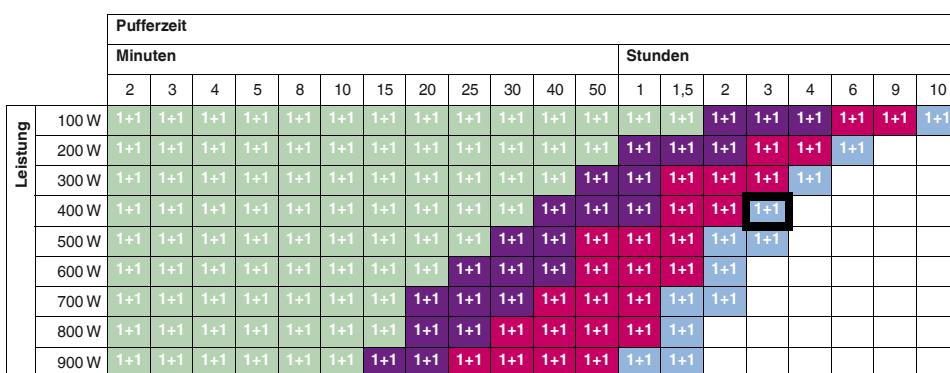 Pufferzeit
Minuten Stunden
2 3 4 5 8 10 15 20 25 30 40 50 1 1,5 2 3 4 6 9 10
Leistung
100 W 1+1 1+1 1+1 1+1 1+1 1+1 1+1 1+1 1+1 1+1 1+1 1+1 1+1 1+1 1+1 1+1 1+1 1+1 1+1 1+1
200 W 1+1 1+1 1+1 1+1 1+1 1+1 1+1 1+1 1+1 1+1 1+1 1+1 1+1 1+1 1+1 1+1 1+1 1+1
300 W 1+1 1+1 1+1 1+1 1+1 1+1 1+1 1+1 1+1 1+1 1+1 1+1 1+1 1+1 1+1 1+1 1+1
400 W 1+1 1+1 1+1 1+1 1+1 1+1 1+1 1+1 1+1 1+1 1+1 1+1 1+1 1+1 1+1 1+1
500 W 1+1 1+1 1+1 1+1 1+1 1+1 1+1 1+1 1+1 1+1 1+1 1+1 1+1 1+1 1+1 1+1
600 W 1+1 1+1 1+1 1+1 1+1 1+1 1+1 1+1 1+1 1+1 1+1 1+1 1+1 1+1 1+1
700 W 1+1 1+1 1+1 1+1 1+1 1+1 1+1 1+1 1+1 1+1 1+1 1+1 1+1 1+1 1+1
800 W 1+1 1+1 1+1 1+1 1+1 1+1 1+1 1+1 1+1 1+1 1+1 1+1 1+1 1+1
900 W 1+1 1+1 1+1 1+1 1+1 1+1 1+1 1+1 1+1 1+1 1+1 1+1 1+1 1+1